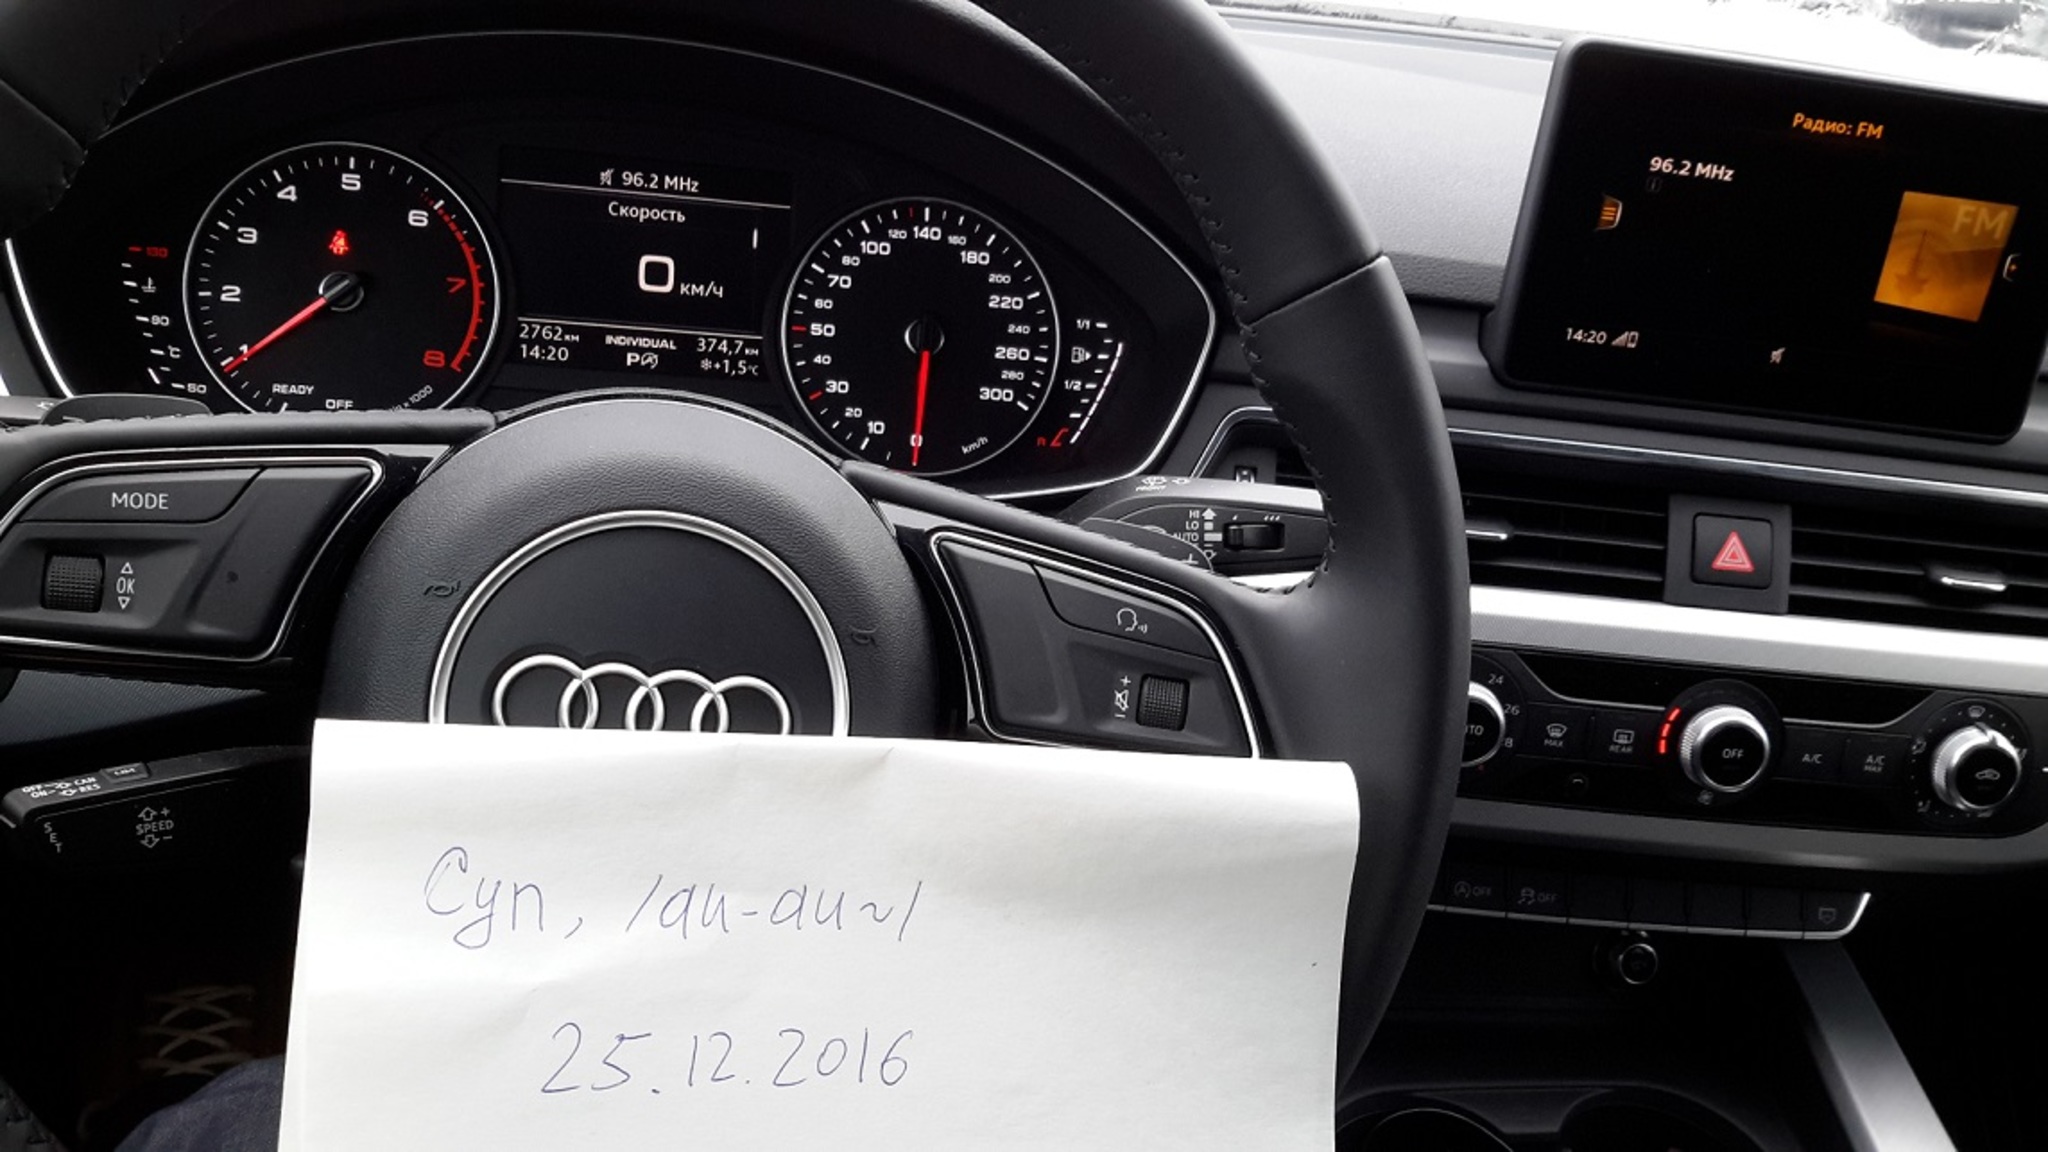 96.2 MHz
Скорость
0 км/ч
2762 км
14:20
INDIVIDUAL
P
374,7 км
+1,5 °C
130
90
°C
50
1
2
3
4
5
6
7
8
READY
OFF
0
10
20
30
40
50
60
70
80
100
120
140
160
180
200
220
240
260
280
300
km/h
1/1
1/2
R
Радио: FM
96.2 MHz
FM
14:20
MODE
OK
HI
LO
AUTO
FRONT
24
26
28
MAX
REAR
OFF
A/C
A/C
MAX
OFF
OFF
OFF CAN
ON RES
SPEED
SET
Суп, /au-au~/
25.12.2016